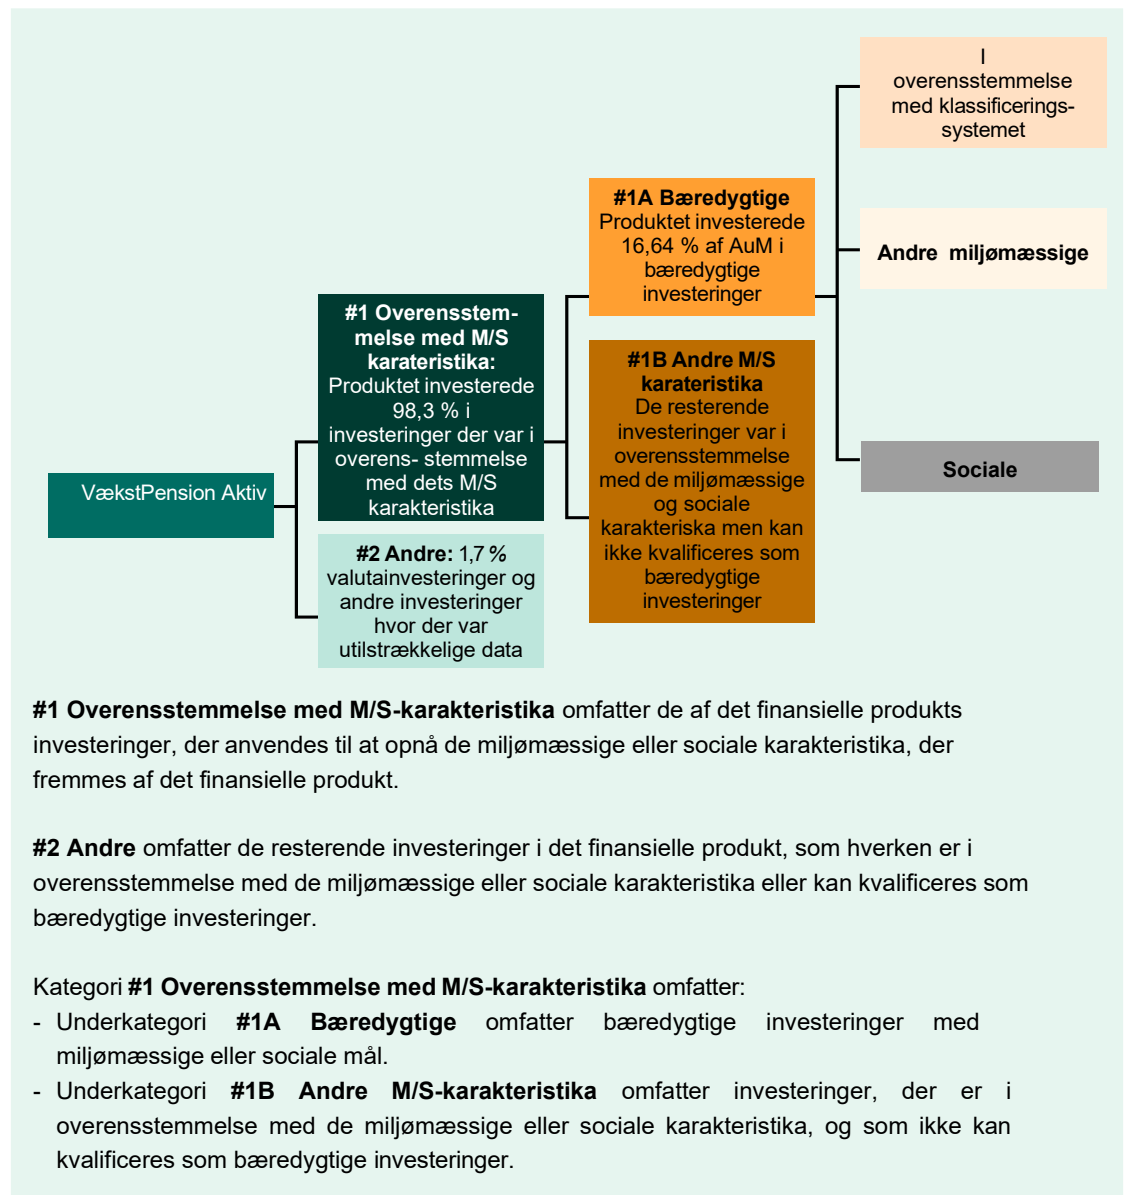 VækstPension Aktiv
#1 Overensstem-
melse med M/S
karateristika:
Produktet investerede
98,3 % i
investeringer der var i
overens- stemmelse
med dets M/S
karakteristika
#2 Andre: 1,7 %
valutainvesteringer og
andre investeringer
hvor der var
utilstrækkelige data
#1A Bæredygtige
Produktet investerede
16,64 % af AuM i
bæredygtige
investeringer
#1B Andre M/S
karateristika
De resterende
investeringer var i
overensstemmelse
med de miljømæssige
og sociale
karakteriska men kan
ikke kvalificeres som
bæredygtige
investeringer
I
overensstemmelse
med klassificerings-
systemet
Andre miljømæssige
Sociale
#1 Overensstemmelse med M/S-karakteristika omfatter de af det finansielle produkts
investeringer, der anvendes til at opnå de miljømæssige eller sociale karakteristika, der
fremmes af det finansielle produkt.
#2 Andre omfatter de resterende investeringer i det finansielle produkt, som hverken er i
overensstemmelse med de miljømæssige eller sociale karakteristika eller kan kvalificeres som
bæredygtige investeringer.
Kategori #1 Overensstemmelse med M/S-karakteristika omfatter:
- Underkategori #1A Bæredygtige omfatter bæredygtige investeringer med
miljømæssige eller sociale mål.
- Underkategori #1B Andre M/S-karakteristika omfatter investeringer, der er i
overensstemmelse med de miljømæssige eller sociale karakteristika, og som ikke kan
kvalificeres som bæredygtige investeringer.